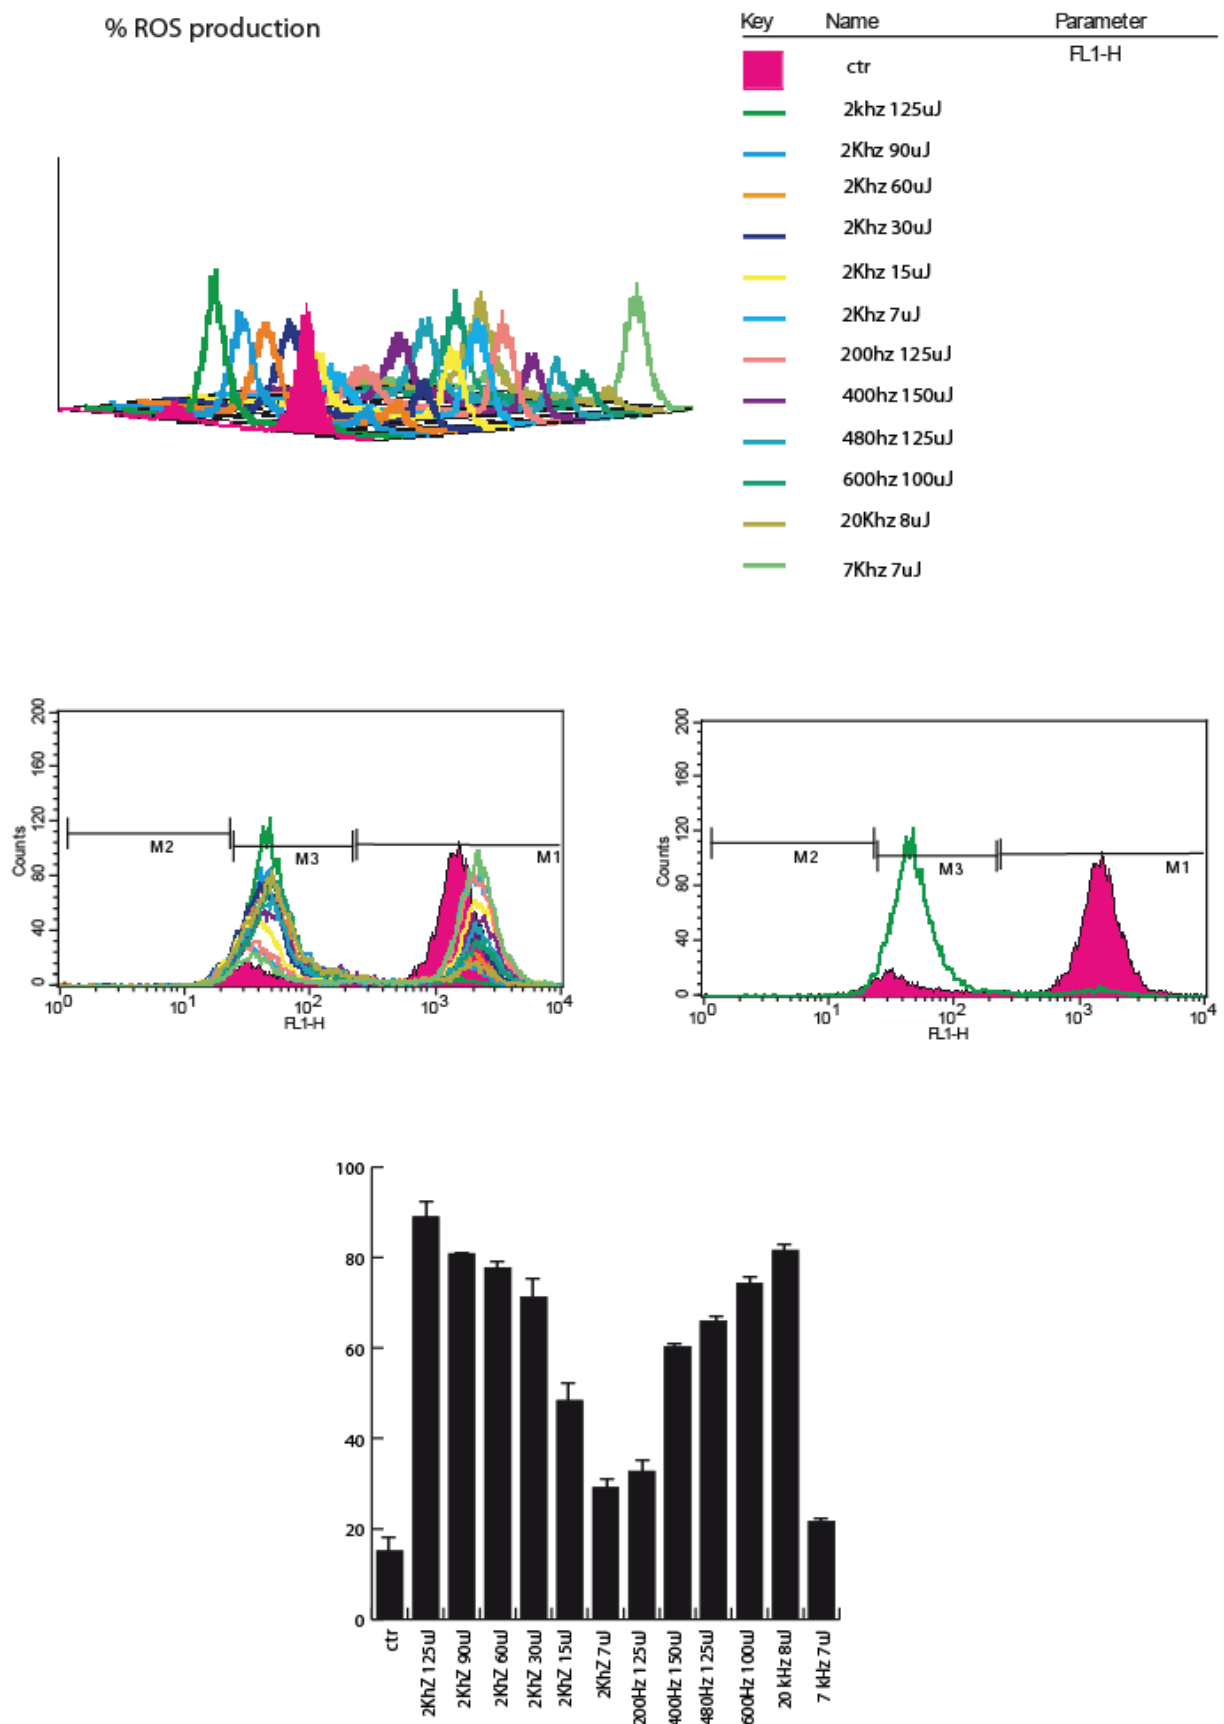 % ROS production
Key Name Parameter
ctr FL1-H
2khz 125uJ
2Khz 90uJ
2Khz 60uJ
2Khz 30uJ
2Khz 15uJ
2Khz 7uJ
200hz 125uJ
400hz 150uJ
480hz 125uJ
600hz 100uJ
20Khz 8uJ
7Khz 7uJ
200
160
120
80
40
0
Counts
M2
M3
M1
10^0 10^1 10^2 10^3 10^4
FL1-H
200
160
120
80
40
0
Counts
M2
M3
M1
10^0 10^1 10^2 10^3 10^4
FL1-H
100
80
60
40
20
0
ctr
2KhZ 125uJ
2KhZ 90uJ
2KhZ 60uJ
2KhZ 30uJ
2KhZ 15uJ
2KhZ 7uJ
200Hz 125uJ
400Hz 150uJ
480Hz 125uJ
600Hz 100uJ
20 kHz 8uJ
7 kHz 7uJ